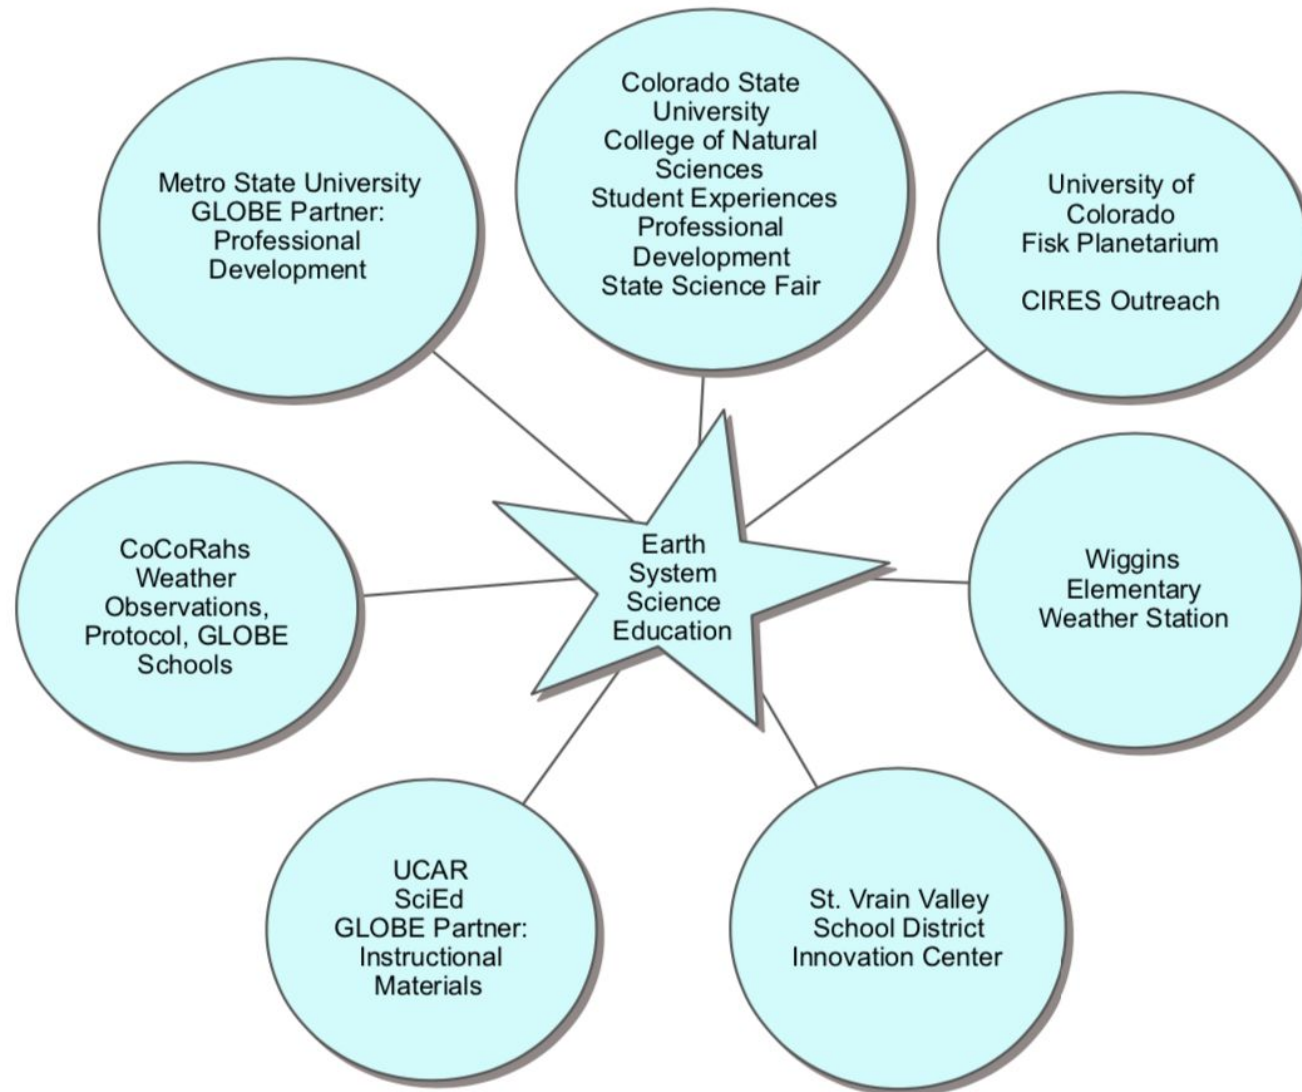 Metro State University
GLOBE Partner:
Professional
Development
Colorado State
University
College of Natural
Sciences
Student Experiences
Professional
Development
State Science Fair
University of
Colorado
Fisk Planetarium
CIRES Outreach
CoCoRahs
Weather
Observations,
Protocol, GLOBE
Schools
Earth
System
Science
Education
Wiggins
Elementary
Weather Station
UCAR
SciEd
GLOBE Partner:
Instructional
Materials
St. Vrain Valley
School District
Innovation Center